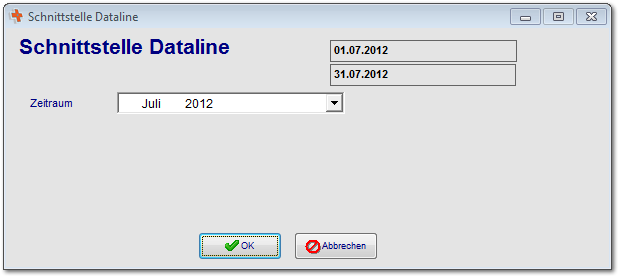 Schnittstelle Dataline
Schnittstelle Dataline
01.07.2012
31.07.2012
Zeitraum
Juli 2012
OK
Abbrechen